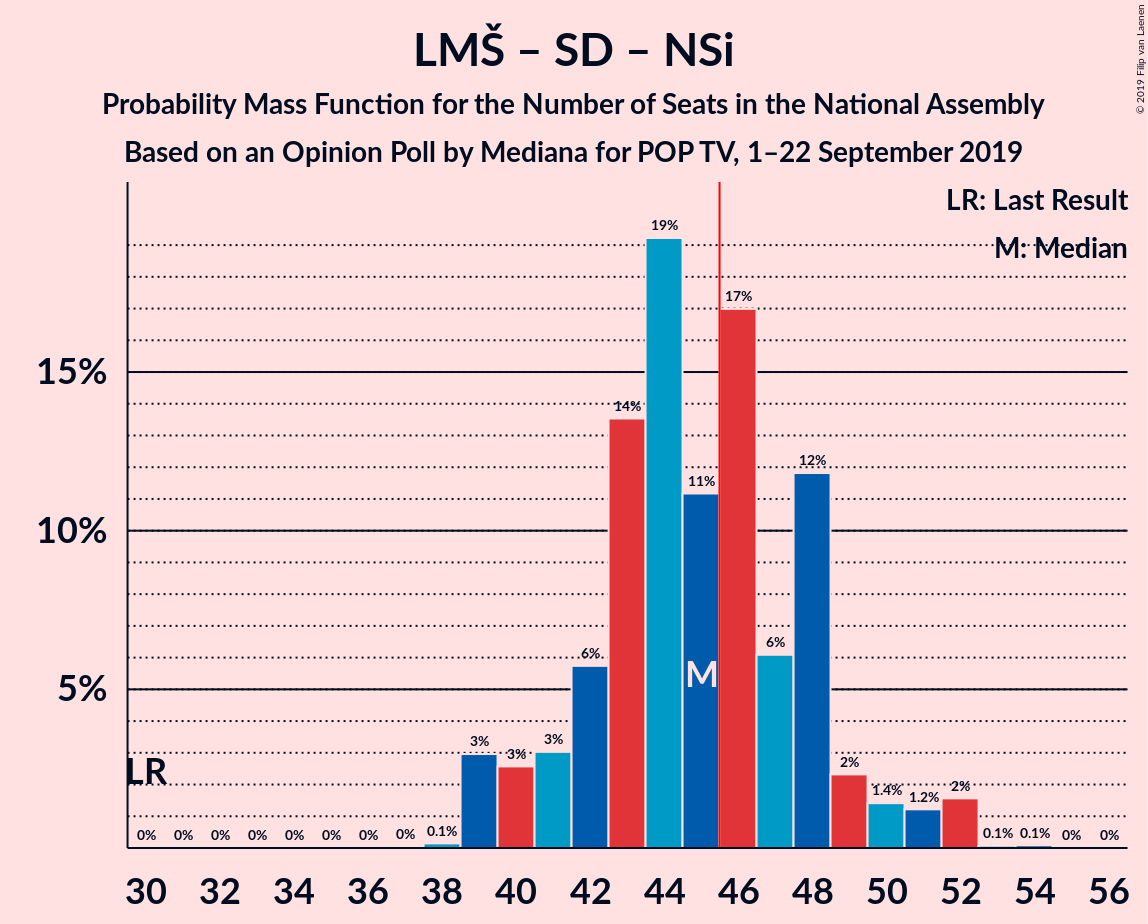 LMŠ – SD – NSi
Probability Mass Function for the Number of Seats in the National Assembly
Based on an Opinion Poll by Mediana for POP TV, 1–22 September 2019
© 2019 Filip van Laenen
LR: Last Result
M: Median
15%
10%
5%
LR
M
0% 0% 0% 0% 0% 0% 0% 0% 0.1% 3% 3% 3% 6% 14% 19% 11% 17% 6% 12% 2% 1.4% 1.2% 2% 0.1% 0.1% 0% 0%
30 32 34 36 38 40 42 44 46 48 50 52 54 56